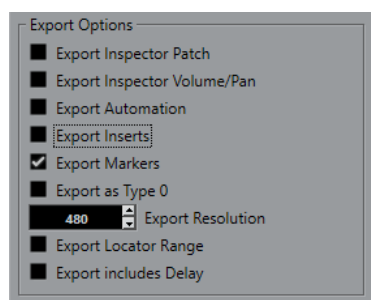 Export Options
Export Inspector Patch
Export Inspector Volume/Pan
Export Automation
Export Inserts
Export Markers
Export as Type 0
480 Export Resolution
Export Locator Range
Export includes Delay